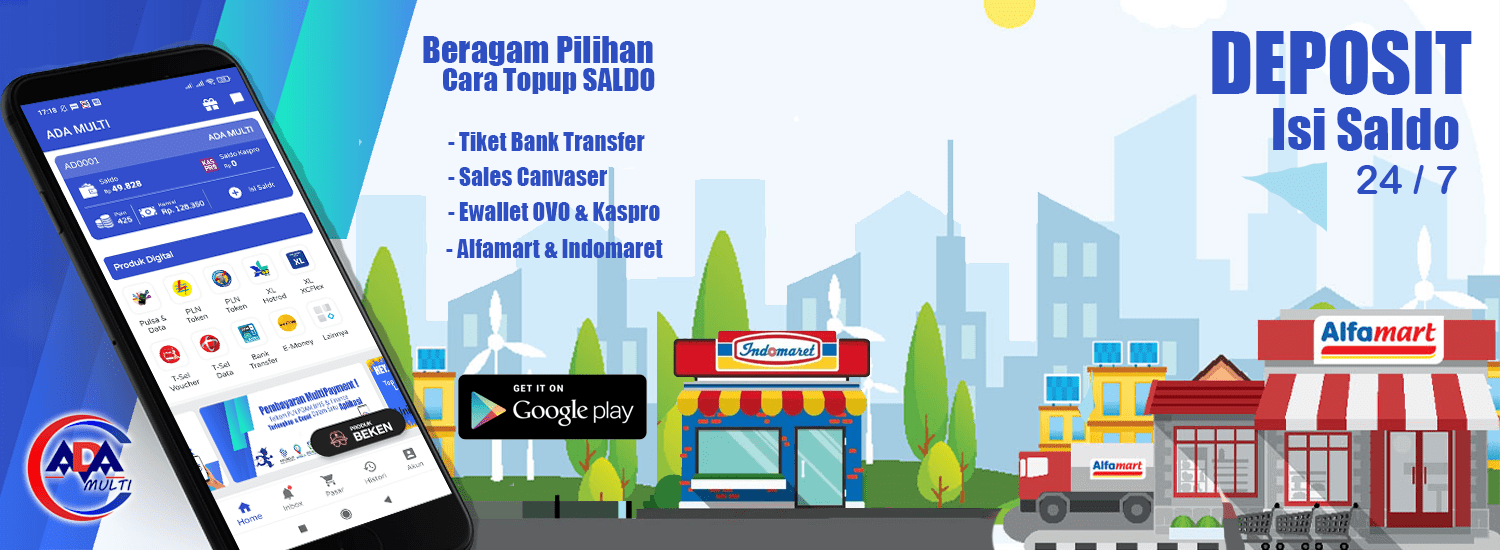 Beragam Pilihan
Cara Topup SALDO
- Tiket Bank Transfer
- Sales Canvaser
- Ewallet OVO & Kaspro
- Alfamart & Indomaret
GET IT ON
Google play
DEPOSIT
Isi Saldo
24 / 7
Indomaret
Alfamart
Alfamart
17:18
ADA MULTI
AD0001
ADA MULTI
Saldo
Rp 49.828
KAS PRO
Saldo Kaspro
Rp 0
Poin
425
Komisi
Rp. 128.350
Isi Saldo
Produk Digital
Pulsa & Data
PLN Token
PLN Token
XL Hotrod
XL XCFlex
T-Sel Voucher
T-Sel Data
Bank Transfer
E-Money
Lainnya
Pembayaran MultiPayment !
PRODUK
BEKEN
Home
Inbox
Pasar
Histori
Akun
ADA
MULTI